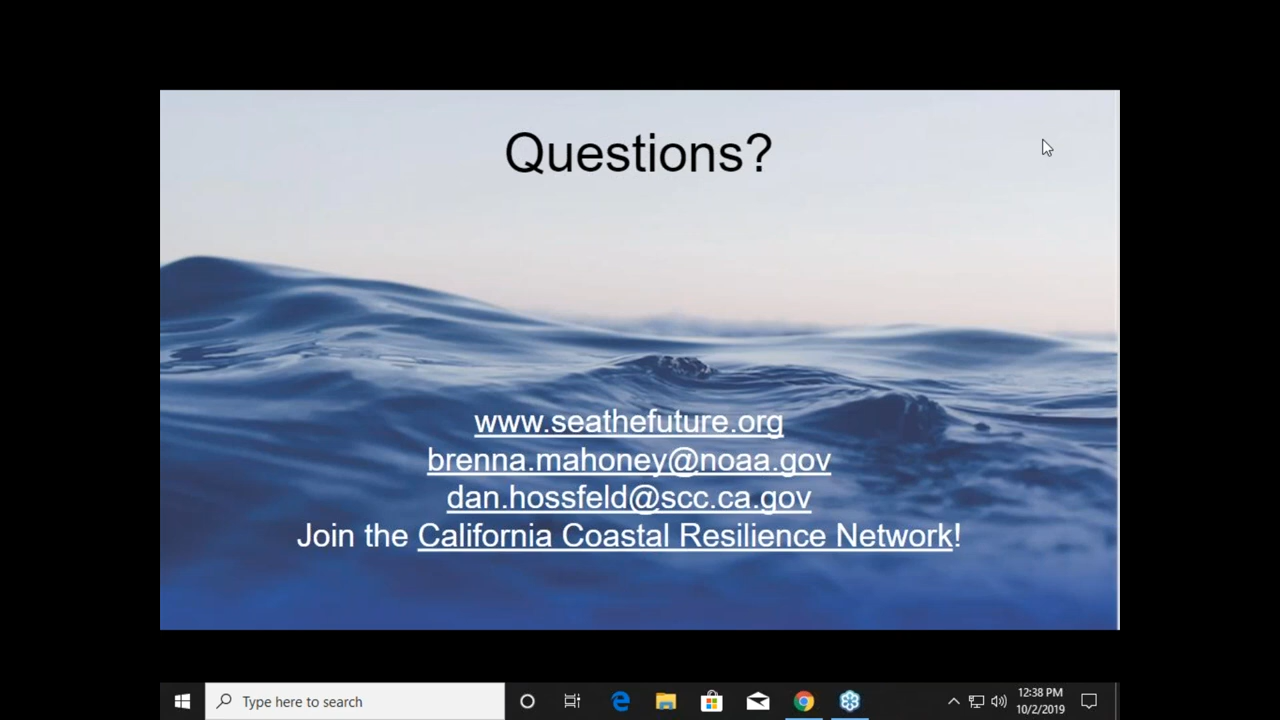 Questions?
www.seathefuture.org
brenna.mahoney@noaa.gov
dan.hossfeld@scc.ca.gov
Join the California Coastal Resilience Network!
Type here to search
12:38 PM
10/2/2019